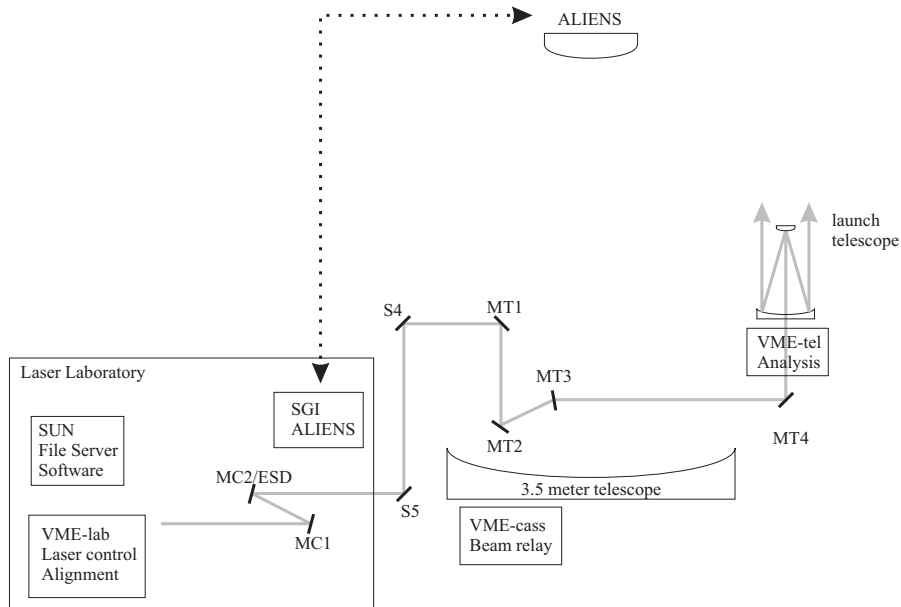 ALIENS
launch
telescope
S4
MT1
VME-tel
Analysis
Laser Laboratory
MT3
SGI
ALIENS
SUN
File Server
Software
MT2
MT4
MC2/ESD
3.5 meter telescope
S5
VME-lab
Laser control
Alignment
MC1
VME-cass
Beam relay